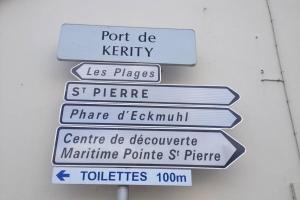 Port de
KERITY
Les Plages
St PIERRE
Phare d'Eckmuhl
Centre de découverte
Maritime Pointe St Pierre
TOILETTES 100m